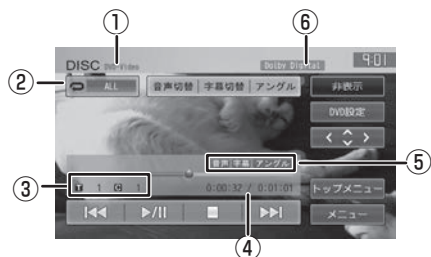 ① ⑥
DISC DVD-Video Dolby Digital 9:01
② ALL 音声切替 字幕切替 アングル 非表示
DVD設定
音声 字幕 アングル ⑤
③ T 1 C 1 0:00:32 / 0:01:01 トップメニュー
メニュー
④